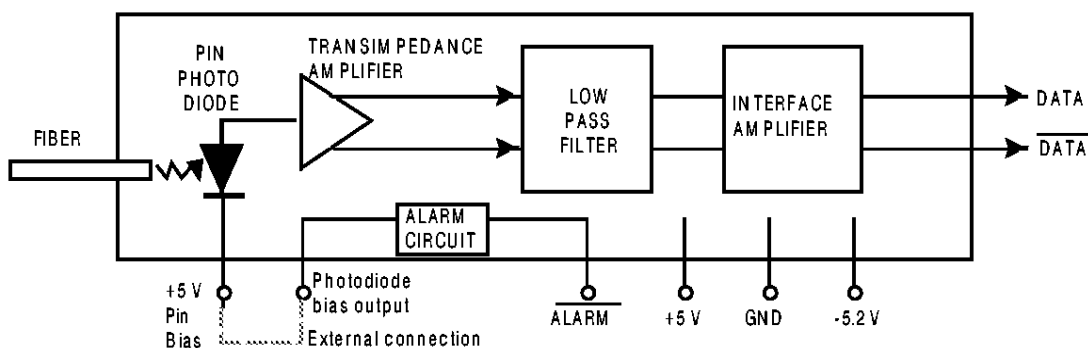 PIN
PHOTO
DIODE
TRANSIMPEDANCE
AMPLIFIER
LOW
PASS
FILTER
INTERFACE
AMPLIFIER
DATA
DATA
FIBER
ALARM
CIRCUIT
+5 V
Pin
Bias
Photodiode
bias output
External connection
ALARM
+5 V
GND
-5.2 V